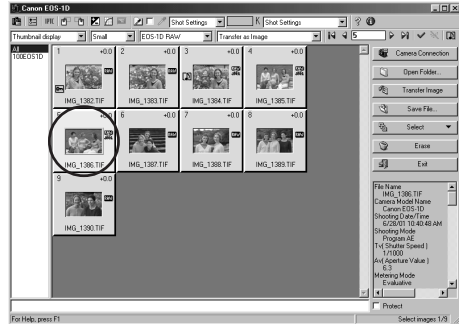 Canon EOS-1D
Shot Settings
K
Shot Settings
Thumbnail display
Small
EOS-1D RAW
Transfer as Image
5
All
100EOS1D
1 +0.0
2 +0.0
3 +0.0
4 +0.0
IMG_1382.TIF
IMG_1383.TIF
IMG_1384.TIF
IMG_1385.TIF
5 +0.0
6 +0.0
7 +0.0
8 +0.0
IMG_1386.TIF
IMG_1387.TIF
IMG_1388.TIF
IMG_1389.TIF
9 +0.0
IMG_1390.TIF
Camera Connection
Open Folder...
Transfer Image
Save File...
Select
Erase
Exit
File Name
IMG_1386.TIF
Camera Model Name
Canon EOS-1D
Shooting Date/Time
6/28/01 10:40:48 AM
Shooting Mode
Program AE
Tv( Shutter Speed )
1/1000
Av( Aperture Value )
6.3
Metering Mode
Evaluative
Protect
For Help, press F1
Select images 1/9